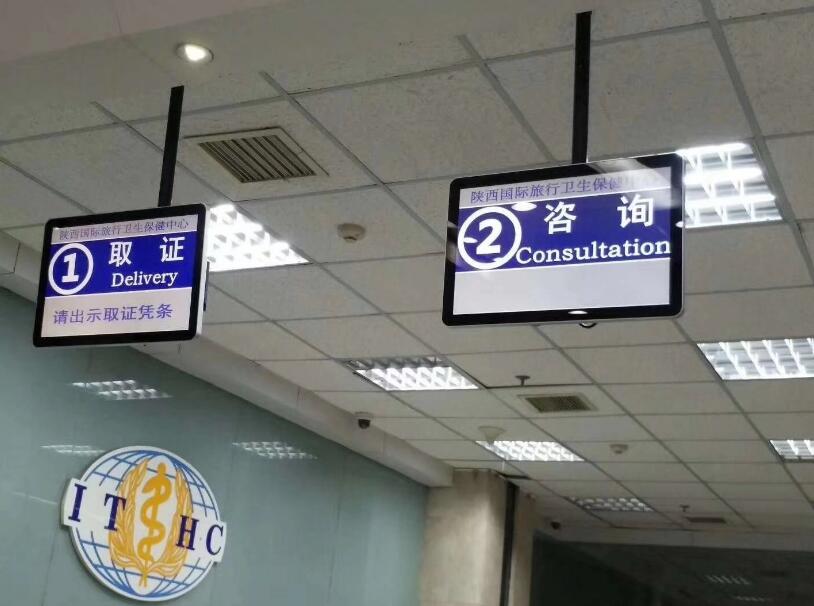 陕西国际旅行卫生保健中心
1 取证
Delivery
请出示取证凭条
陕西国际旅行卫生保健中心
2 咨询
Consultation
ITHC